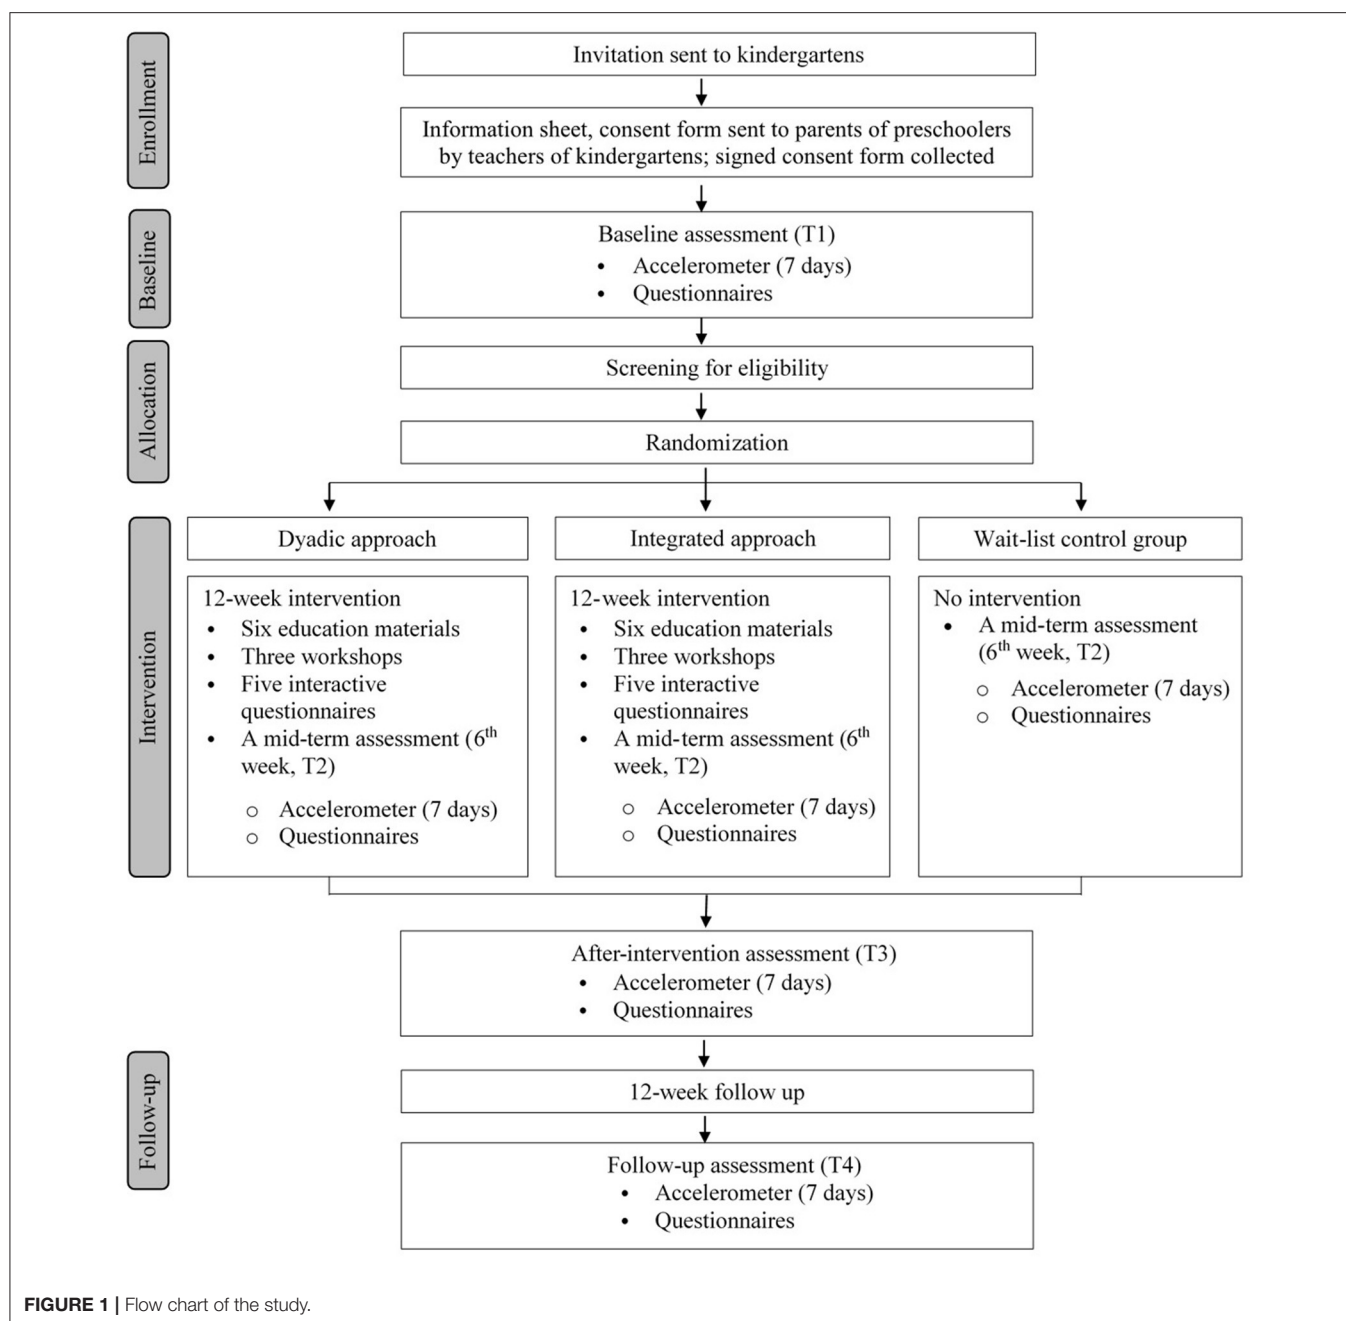 Enrollment
Invitation sent to kindergartens
Information sheet, consent form sent to parents of preschoolers
by teachers of kindergartens; signed consent form collected
Baseline
Baseline assessment (T1)
• Accelerometer (7 days)
• Questionnaires
Allocation
Screening for eligibility
Randomization
Intervention
Dyadic approach
12-week intervention
• Six education materials
• Three workshops
• Five interactive
questionnaires
• A mid-term assessment (6th
week, T2)
o Accelerometer (7 days)
o Questionnaires
Integrated approach
12-week intervention
• Six education materials
• Three workshops
• Five interactive
questionnaires
• A mid-term assessment (6th
week, T2)
o Accelerometer (7 days)
o Questionnaires
Wait-list control group
No intervention
• A mid-term assessment
(6th week, T2)
o Accelerometer (7 days)
o Questionnaires
After-intervention assessment (T3)
• Accelerometer (7 days)
• Questionnaires
Follow-up
12-week follow up
Follow-up assessment (T4)
• Accelerometer (7 days)
• Questionnaires
FIGURE 1 | Flow chart of the study.